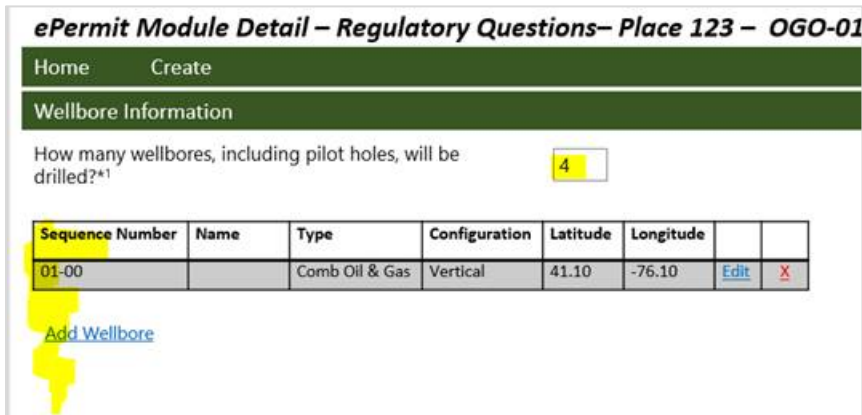 ePermit Module Detail – Regulatory Questions– Place 123 – OGO-01
Home Create
Wellbore Information
How many wellbores, including pilot holes, will be
drilled?*1
4
Sequence Number Name Type Configuration Latitude Longitude
01-00 Comb Oil & Gas Vertical 41.10 -76.10 Edit X
Add Wellbore